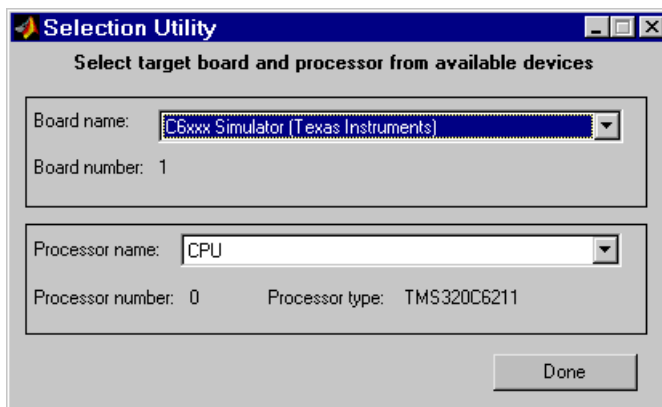 Selection Utility
Select target board and processor from available devices
Board name: C6xxx Simulator (Texas Instruments)
Board number: 1
Processor name: CPU
Processor number: 0 Processor type: TMS320C6211
Done